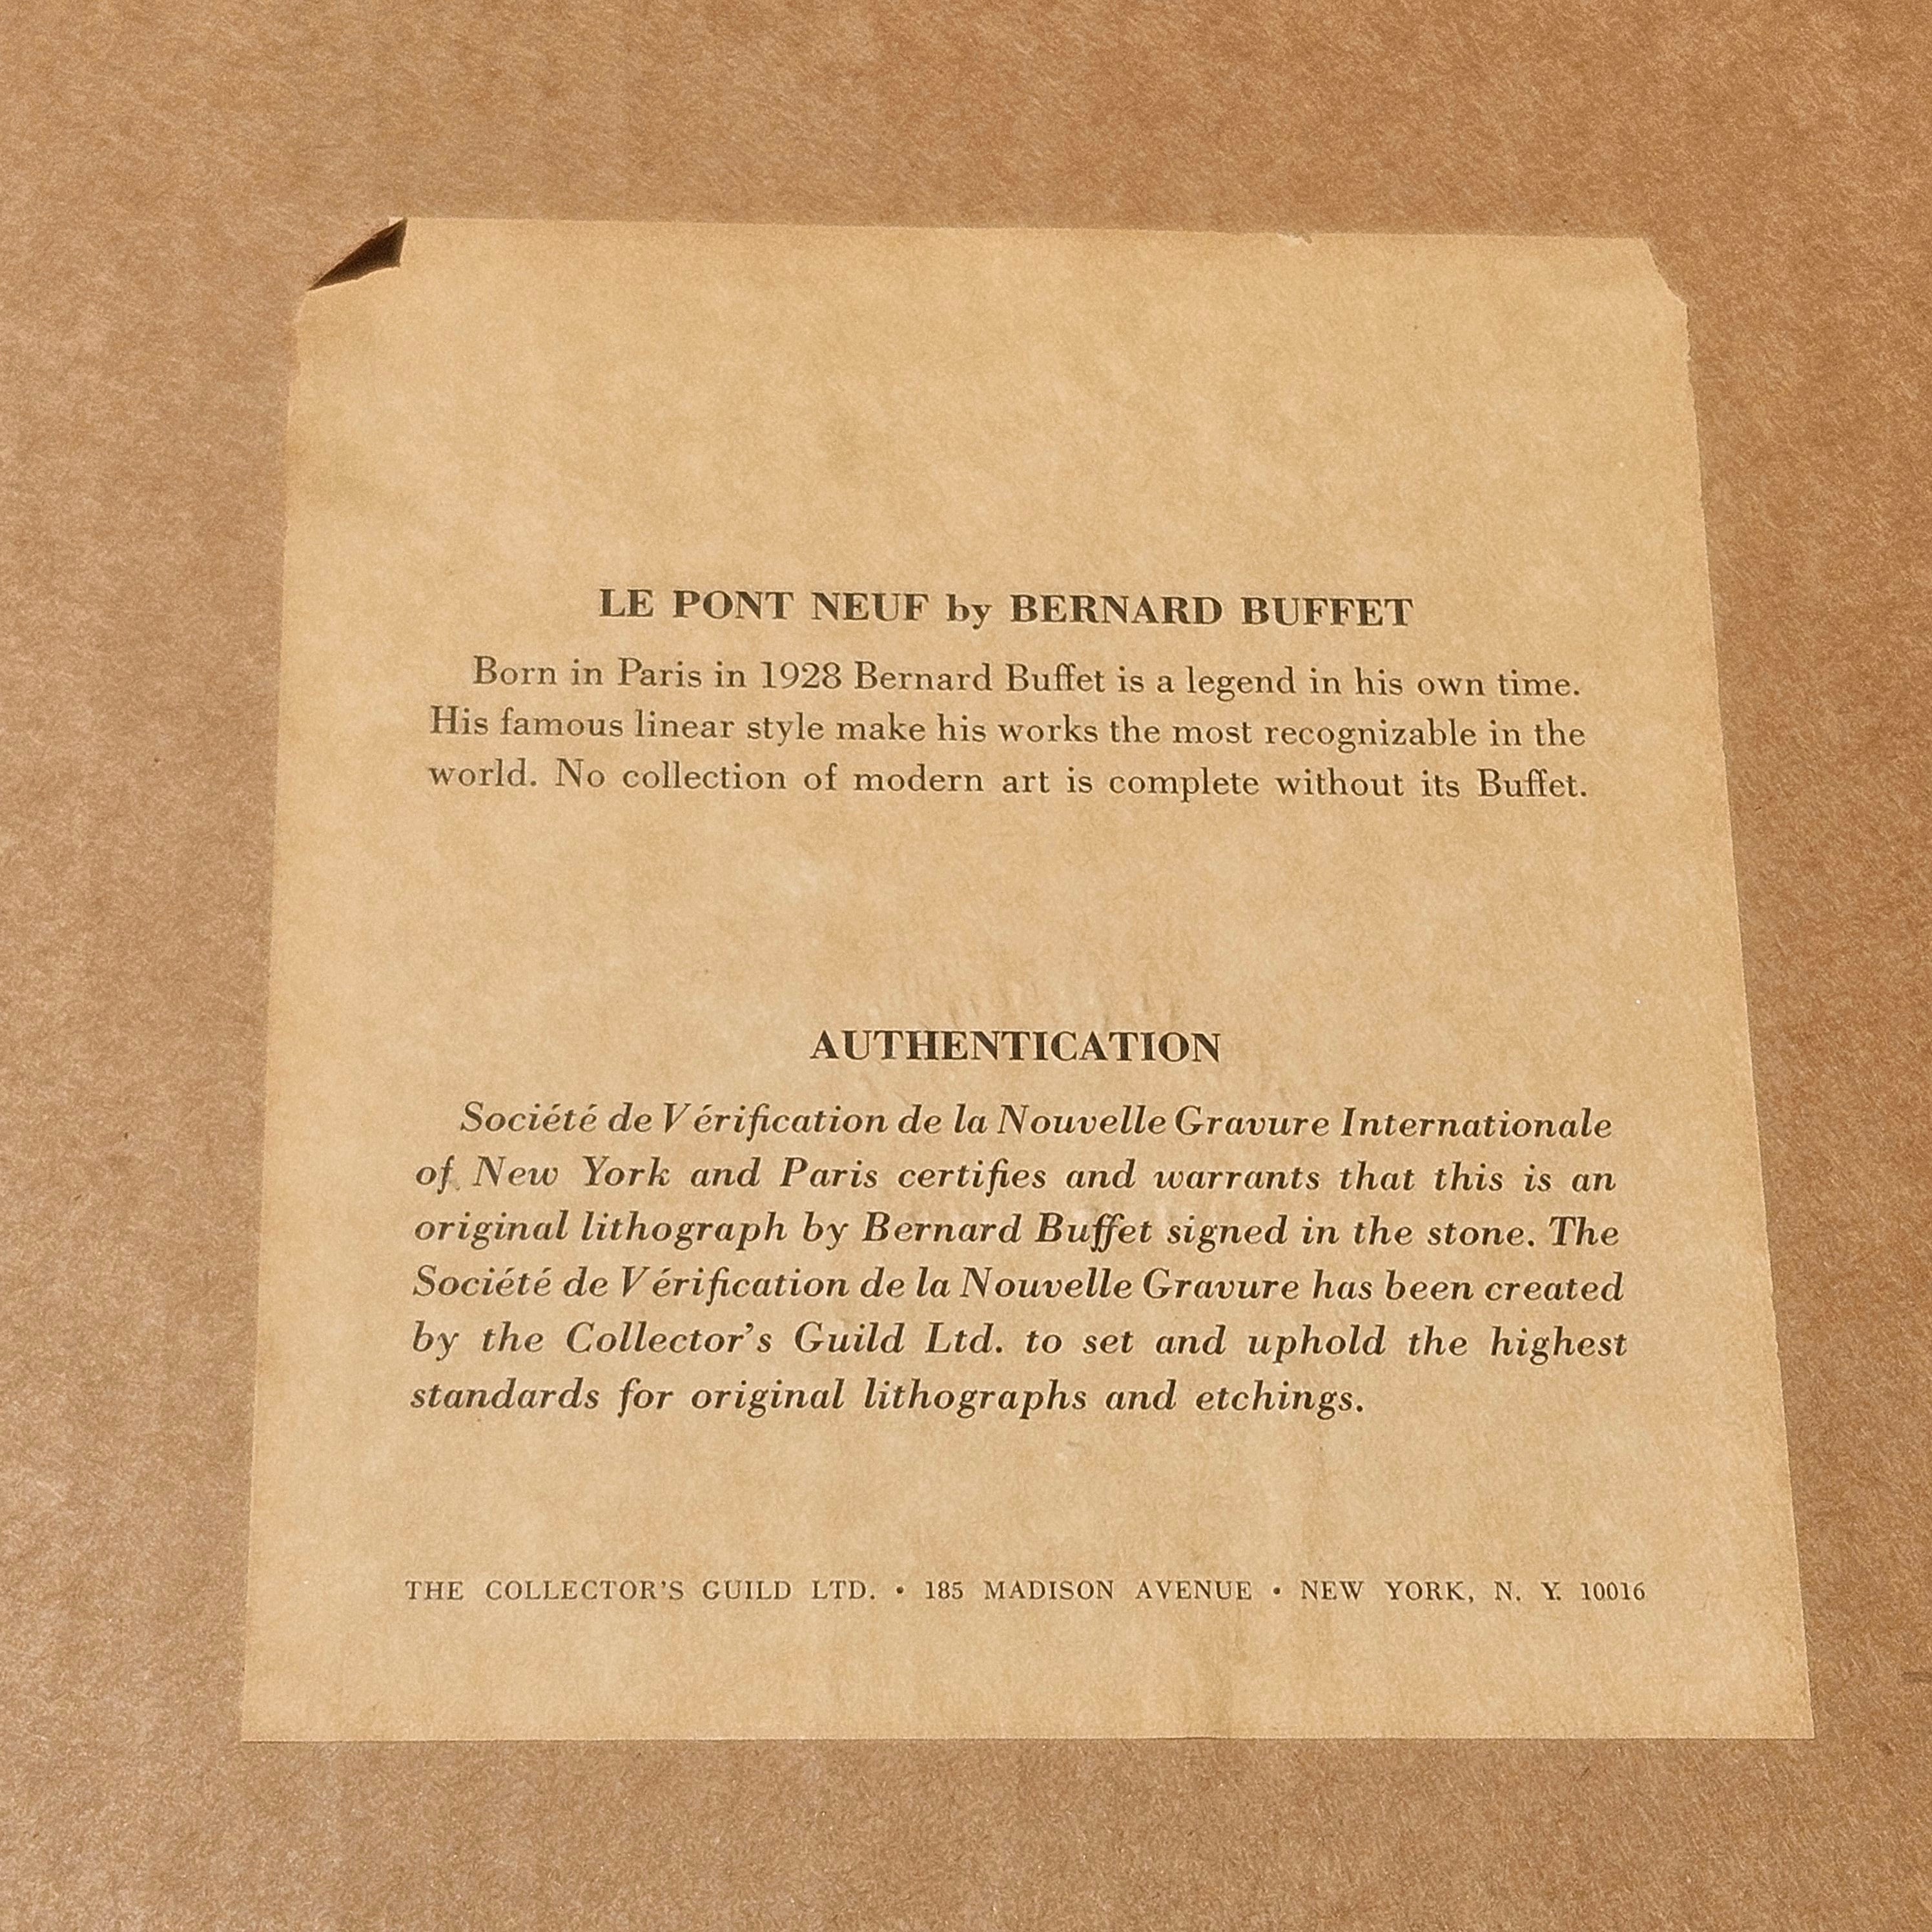 LE PONT NEUF by BERNARD BUFFET
Born in Paris in 1928 Bernard Buffet is a legend in his own time.
His famous linear style make his works the most recognizable in the
world. No collection of modern art is complete without its Buffet.
AUTHENTICATION
Société de Vérification de la Nouvelle Gravure Internationale
of New York and Paris certifies and warrants that this is an
original lithograph by Bernard Buffet signed in the stone. The
Société de Vérification de la Nouvelle Gravure has been created
by the Collector's Guild Ltd. to set and uphold the highest
standards for original lithographs and etchings.
THE COLLECTOR'S GUILD LTD. • 185 MADISON AVENUE • NEW YORK, N. Y. 10016